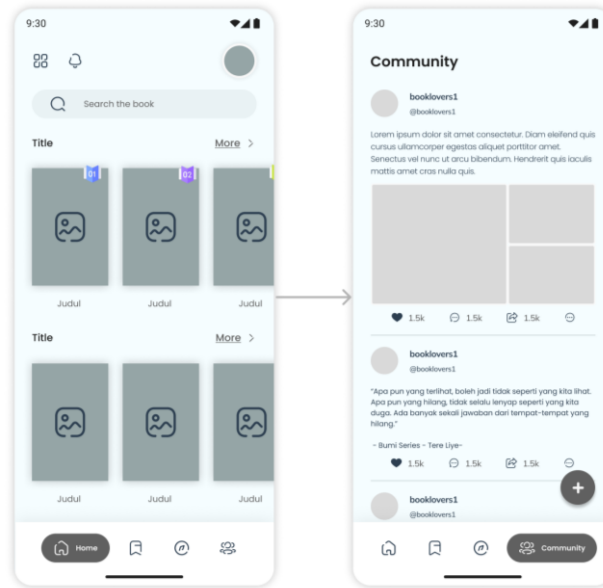 9:30
Search the book
Title
More >
01
02
Judul
Judul
Judul
Title
More >
Judul
Judul
Judul
Home
9:30
Community
booklovers1
@booklovers1
Lorem ipsum dolor sit amet consectetur. Diam eleifend quis
cursus ullamcorper egestas aliquet porttitor amet.
Senectus vel nunc ut arcu bibendum. Hendrerit quis iaculis
mattis amet cras nulla quis.
1.5k 1.5k 1.5k
booklovers1
@booklovers1
"Apa pun yang terlihat, boleh jadi tidak seperti yang kita lihat.
Apa pun yang hilang, tidak selalu lenyap seperti yang kita
duga. Ada banyak sekali jawaban dari tempat-tempat yang
hilang."
- Bumi Series - Tere Liye-
1.5k 1.5k 1.5k
+
booklovers1
@booklovers1
Community